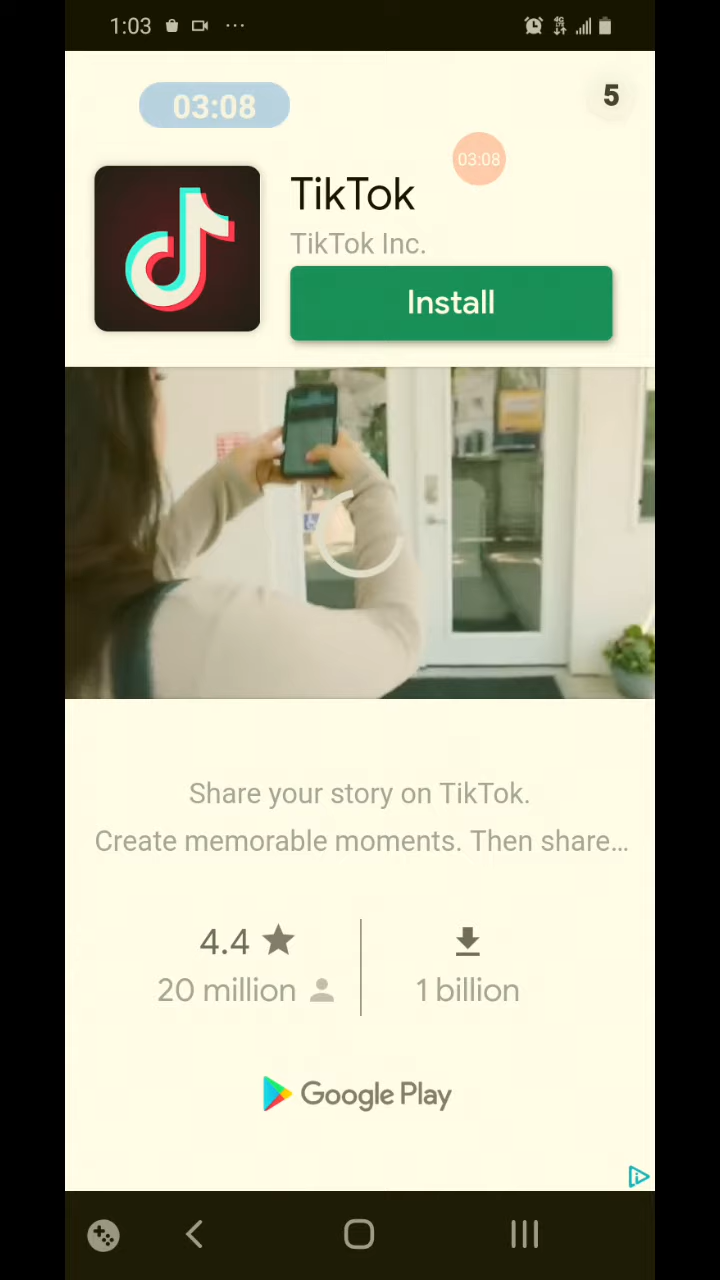 1:03
4G
03:08
5
03:08
TikTok
TikTok Inc.
Install
Share your story on TikTok.
Create memorable moments. Then share...
4.4
20 million
1 billion
Google Play